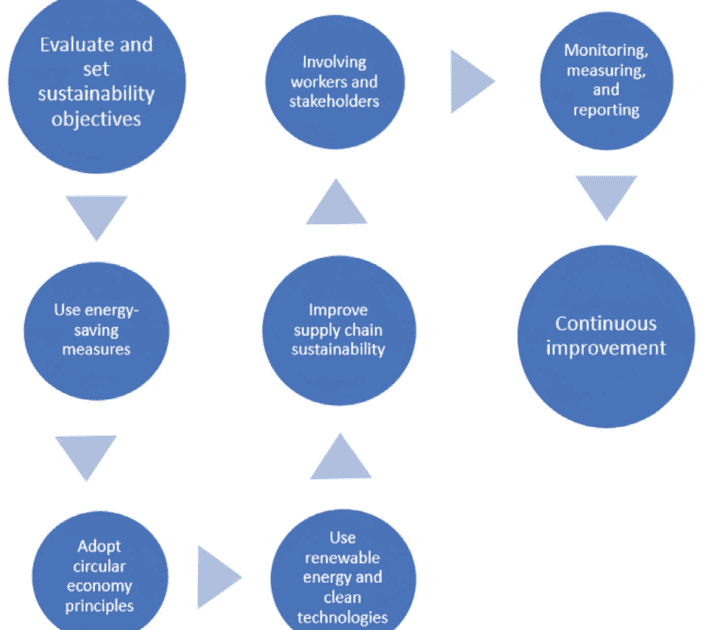 Evaluate and
set
sustainability
objectives
Use energy-
saving
measures
Adopt
circular
economy
principles
Use
renewable
energy and
clean
technologies
Improve
supply chain
sustainability
Involving
workers and
stakeholders
Monitoring,
measuring,
and
reporting
Continuous
improvement